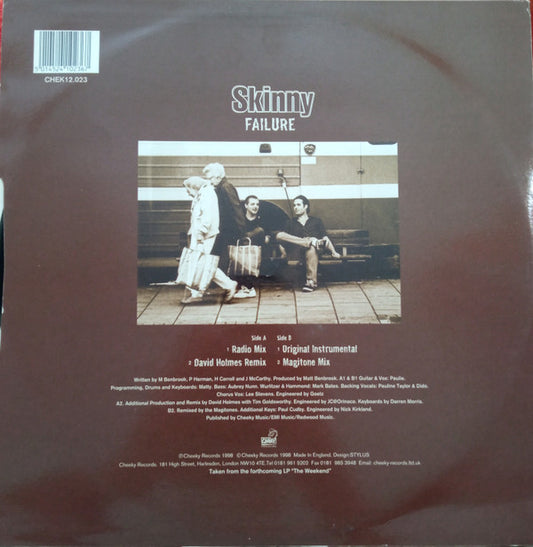 5 014524 102362
CHEK12.023
Skinny
FAILURE
Side A
1 Radio Mix
2 David Holmes Remix
Side B
1 Original Instrumental
2 Magitone Mix
Written by M Benbrook, P Herman, H Carroll and J McCarthy. Produced by Matt Benbrook. A1 & B1 Guitar & Vox: Paulie.
Programming, Drums and Keyboards: Matty. Bass: Aubrey Nunn. Wurlitzer & Hammond: Mark Bates. Backing Vocals: Pauline Taylor & Dido.
Chorus Vox: Lee Stevens. Engineered by Goetz
A2. Additional Production and Remix by David Holmes with Tim Goldsworthy. Engineered by JC@Orinoco. Keyboards by Darren Morris.
B2. Remixed by the Magitones. Additional Keys: Paul Cudby. Engineered by Nick Kirkland.
Published by Cheeky Music/EMI Music/Redwood Music.
CHEEKY
℗Cheeky Records 1998 ©Cheeky Records 1998 Made In England. Design:STYLUS
Cheeky Records. 181 High Street, Harlesden, London NW10 4TE.Tel 0181 961 5202 Fax 0181 965 3948 Email: cheeky-records.ltd.uk
Taken from the forthcoming LP "The Weekend"